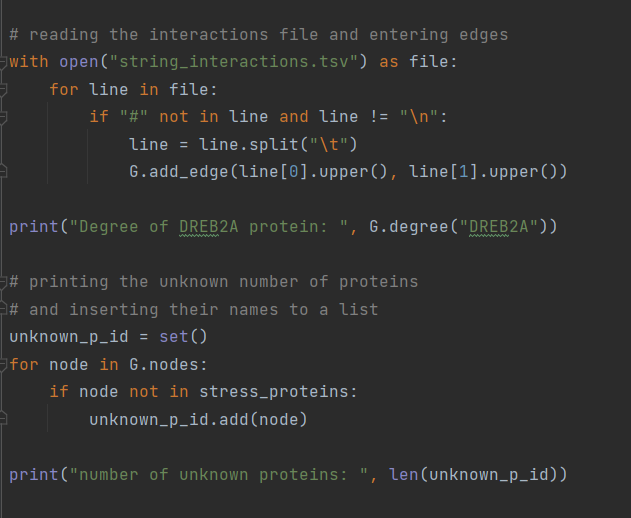 # reading the interactions file and entering edges
with open("string_interactions.tsv") as file:
    for line in file:
        if "#" not in line and line != "\n":
            line = line.split("\t")
            G.add_edge(line[0].upper(), line[1].upper())
print("Degree of DREB2A protein: ", G.degree("DREB2A"))
# printing the unknown number of proteins
# and inserting their names to a list
unknown_p_id = set()
for node in G.nodes:
    if node not in stress_proteins:
        unknown_p_id.add(node)
print("number of unknown proteins: ", len(unknown_p_id))